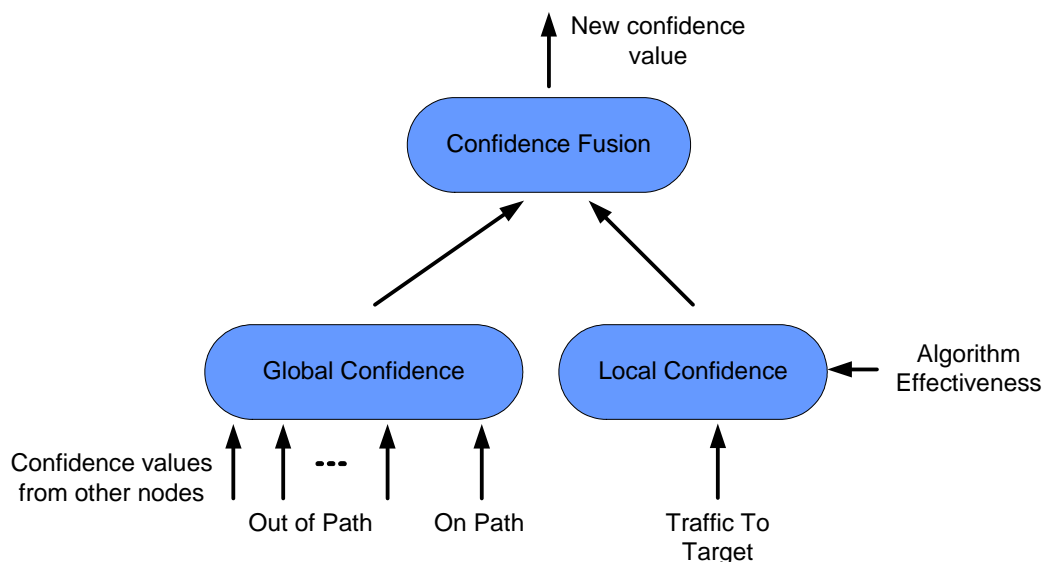 New confidence
value
Confidence Fusion
Global Confidence
Local Confidence
Algorithm
Effectiveness
Confidence values
from other nodes
Out of Path
On Path
Traffic To
Target